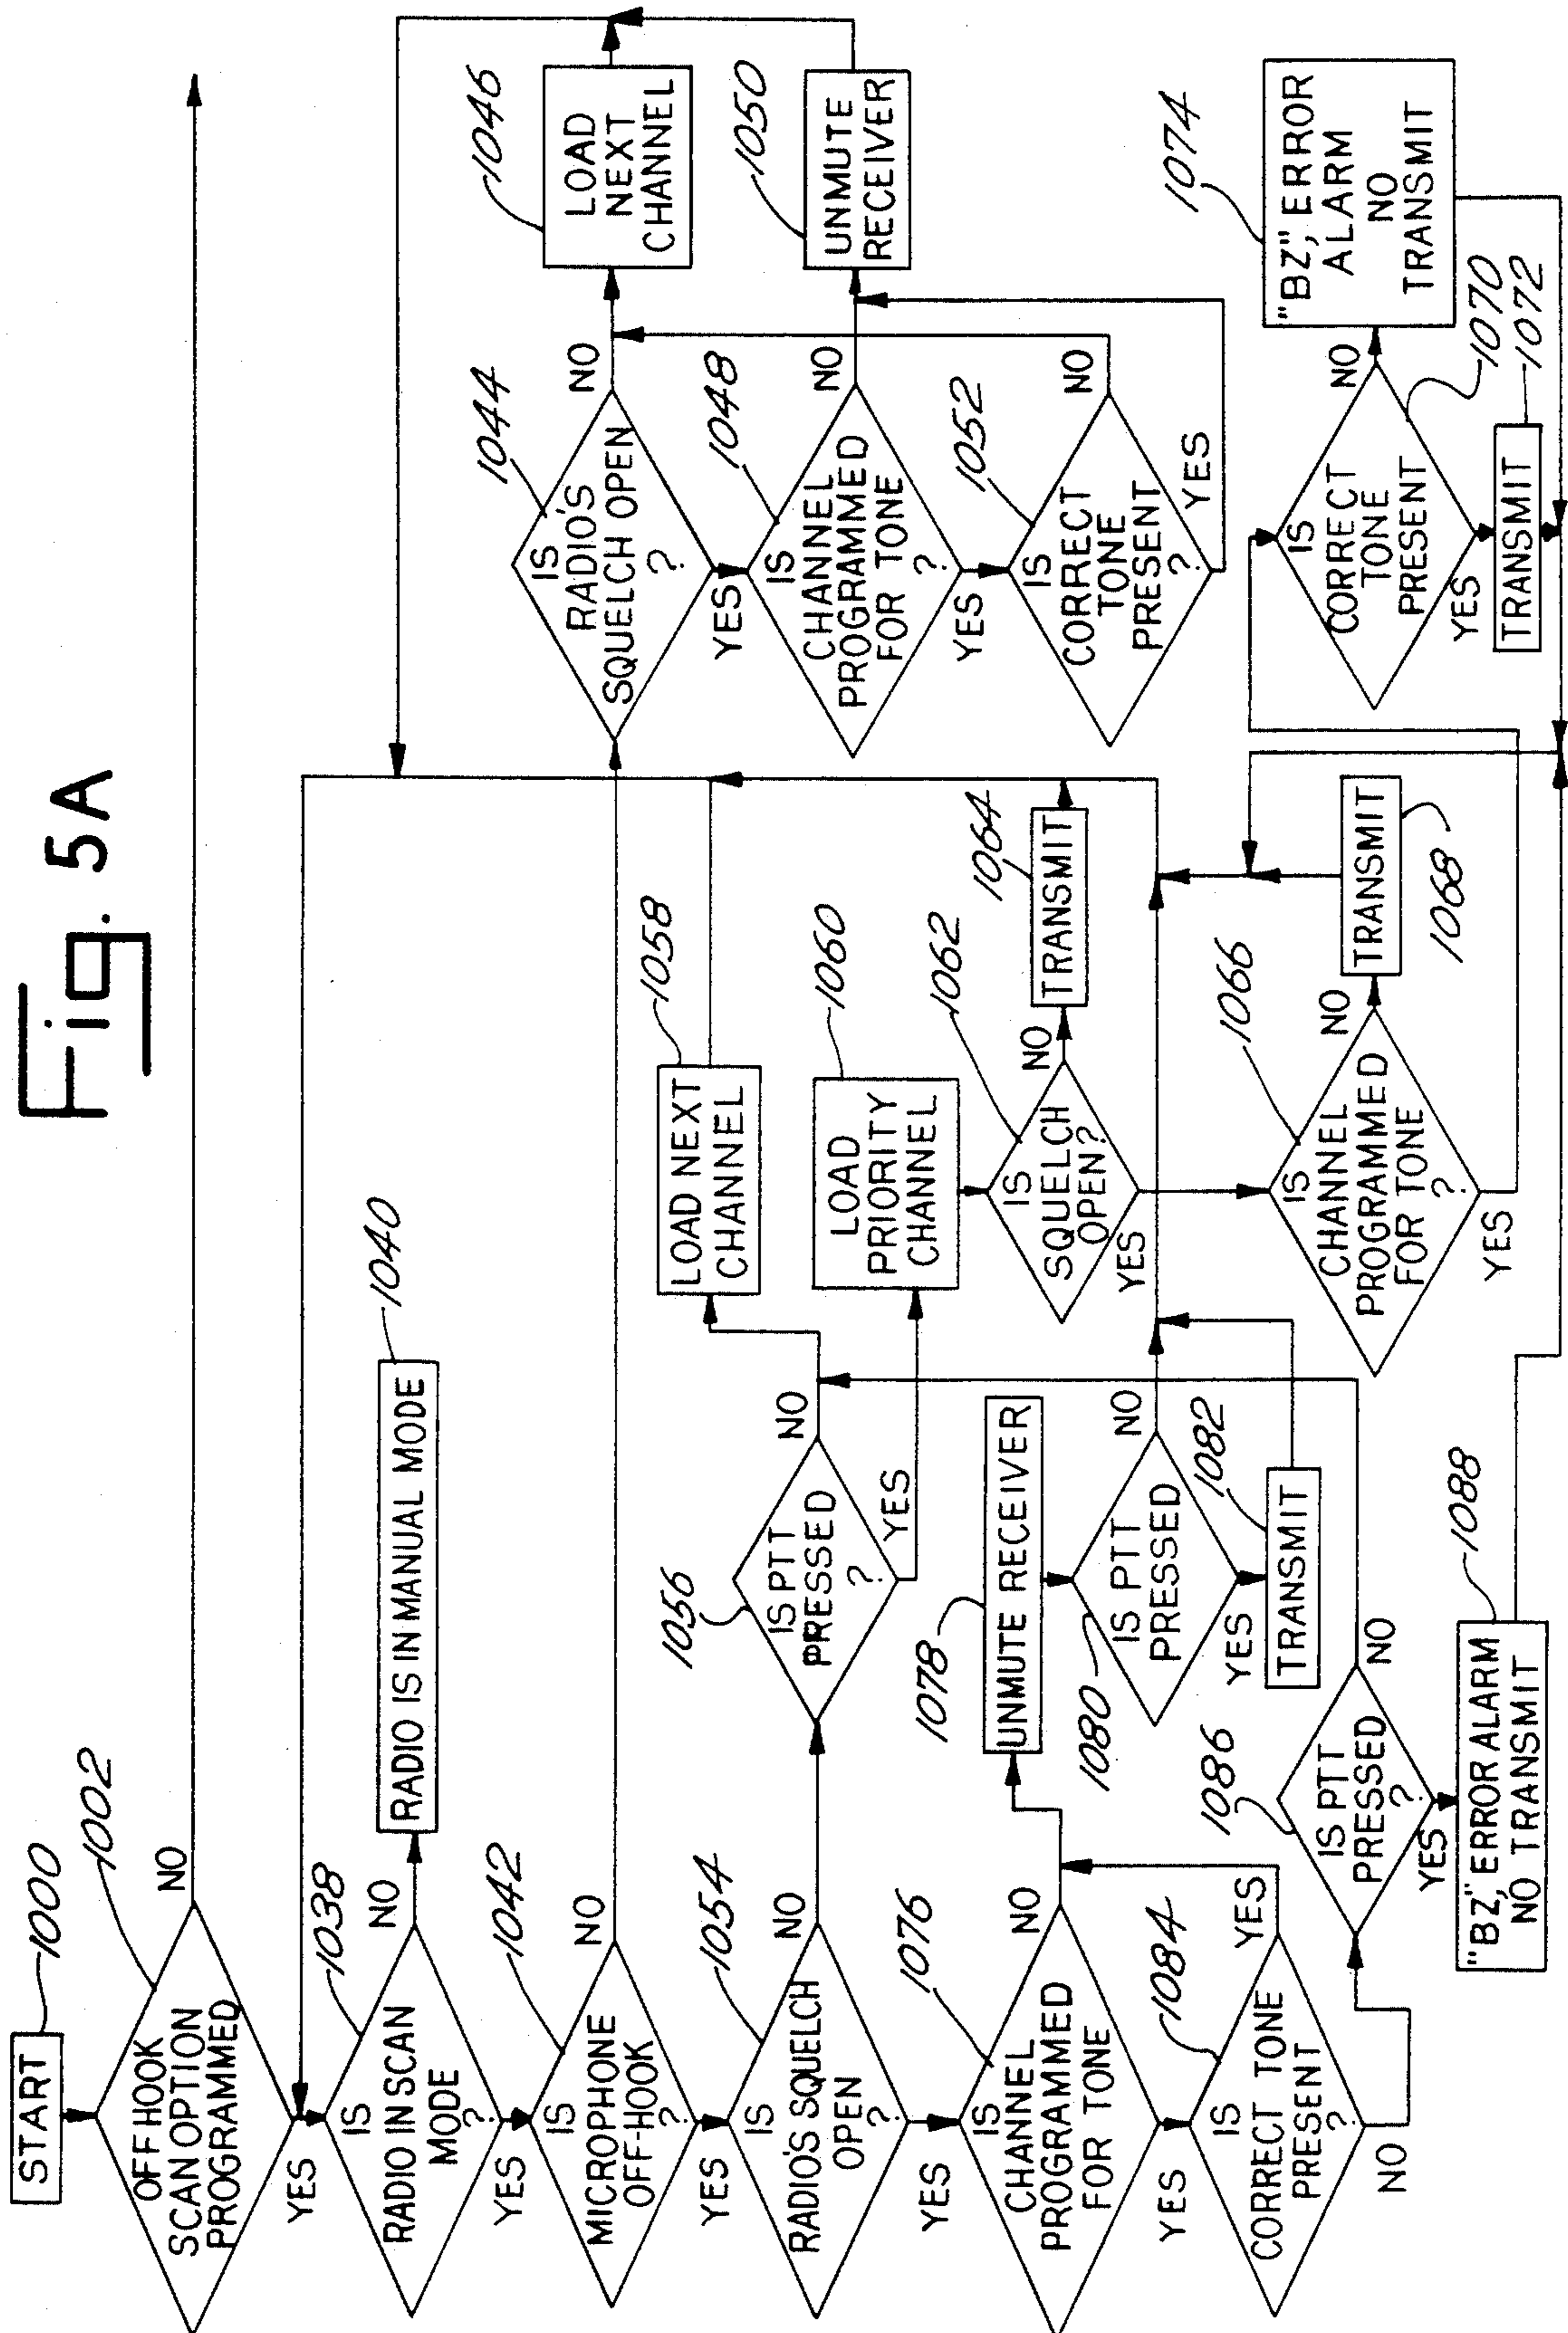 Fig. 5A
START
1000
OFF HOOK
SCAN OPTION
PROGRAMMED
1002
NO
YES
IS
RADIO IN SCAN
MODE
?
1038
NO
RADIO IS IN MANUAL MODE
1040
YES
IS
MICROPHONE
OFF-HOOK
?
1042
NO
YES
IS
RADIO'S
SQUELCH OPEN
?
1044
NO
LOAD
NEXT
CHANNEL
1046
YES
IS
CHANNEL
PROGRAMMED
FOR TONE
?
1048
NO
UNMUTE
RECEIVER
1050
YES
IS
CORRECT
TONE
PRESENT
?
1052
NO
YES
IS
RADIO'S SQUELCH
OPEN
?
1054
NO
YES
IS PTT
PRESSED
?
1056
NO
YES
LOAD NEXT
CHANNEL
1058
LOAD
PRIORITY
CHANNEL
1060
IS
SQUELCH
OPEN?
1062
NO
YES
TRANSMIT
1064
IS
CHANNEL
PROGRAMMED
FOR TONE
?
1066
NO
YES
TRANSMIT
1068
IS
CORRECT
TONE
PRESENT
1070
NO
YES
TRANSMIT
1072
"BZ," ERROR
ALARM
NO
TRANSMIT
1074
IS
CHANNEL
PROGRAMMED
FOR TONE
1076
NO
YES
UNMUTE RECEIVER
1078
IS PTT
PRESSED
1080
NO
YES
TRANSMIT
1082
IS
CORRECT TONE
PRESENT
?
1084
YES
NO
IS PTT
PRESSED
?
1086
NO
YES
"BZ," ERROR ALARM
NO TRANSMIT
1088